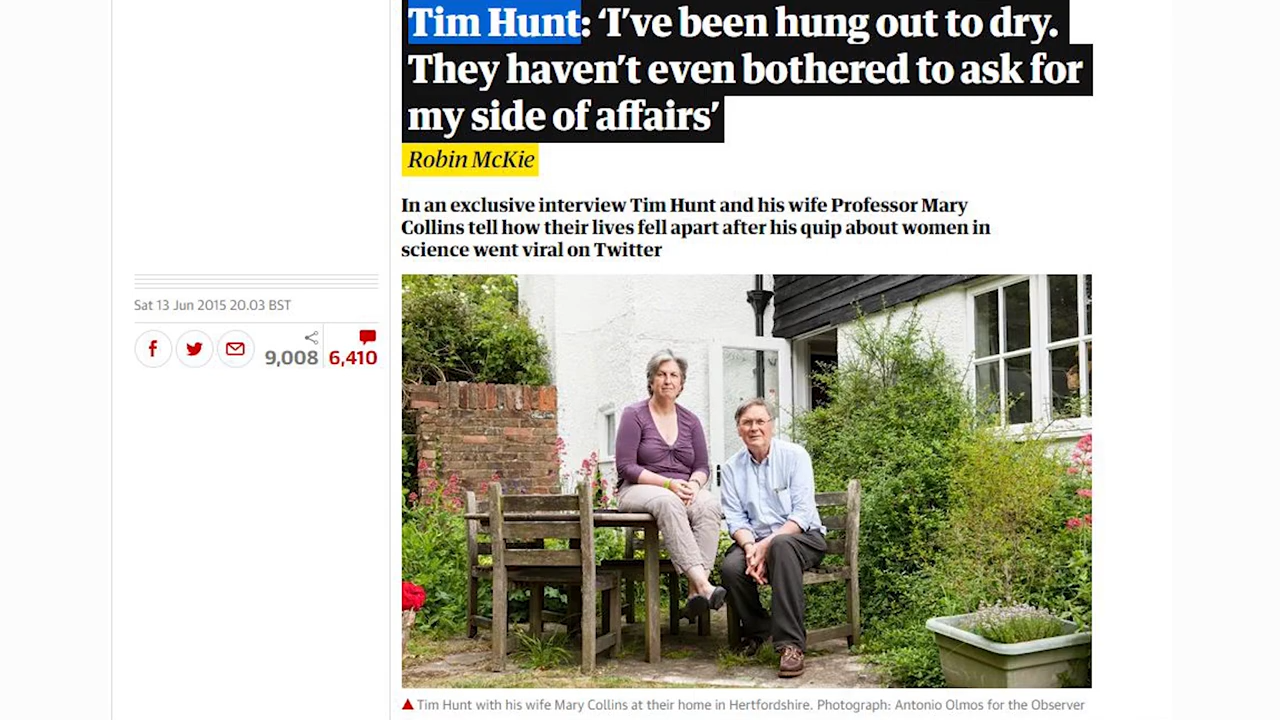 Tim Hunt: ‘I’ve been hung out to dry.
They haven’t even bothered to ask for
my side of affairs’
Robin McKie
In an exclusive interview Tim Hunt and his wife Professor Mary
Collins tell how their lives fell apart after his quip about women in
science went viral on Twitter
Sat 13 Jun 2015 20.03 BST
9,008
6,410
Tim Hunt with his wife Mary Collins at their home in Hertfordshire. Photograph: Antonio Olmos for the Observer